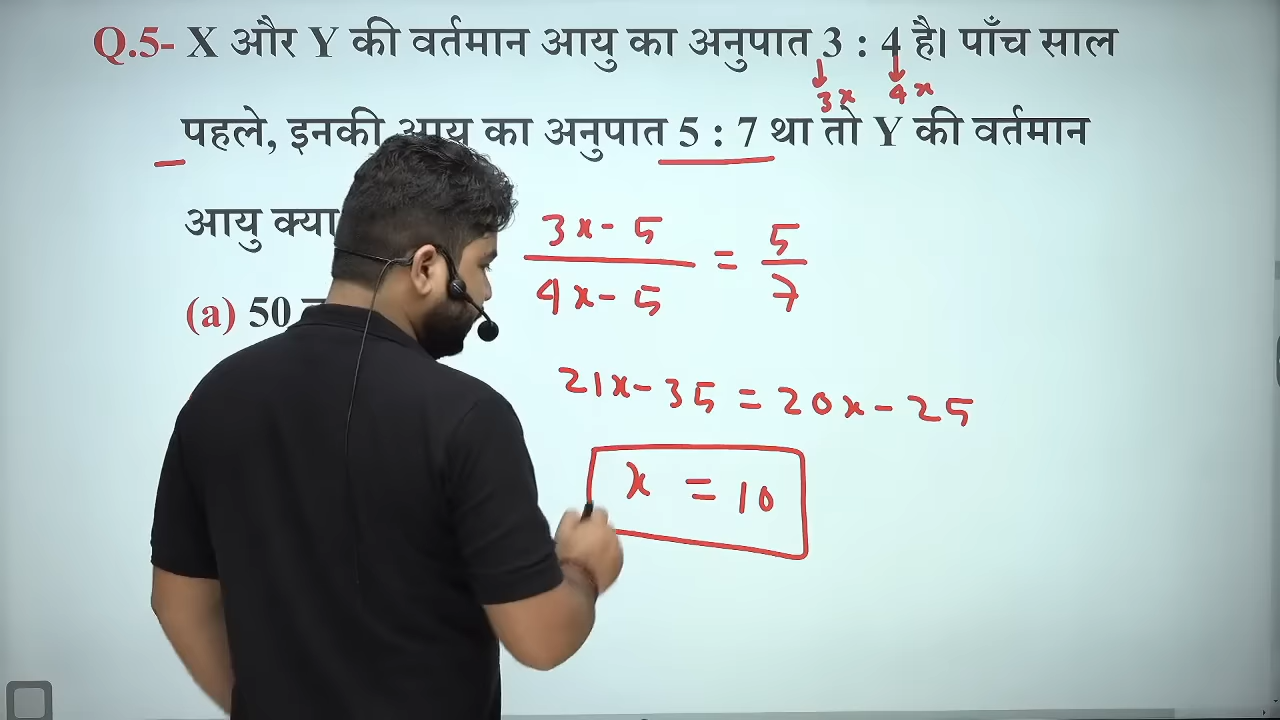 Q.5- X और Y की वर्तमान आयु का अनुपात 3 : 4 है। पाँच साल
3x 4x
पहले, इनकी आयु का अनुपात 5 : 7 था तो Y की वर्तमान
आयु क्या
3x - 5 = 5
4x - 5 7
(a) 50
21x - 35 = 20x - 25
x = 10